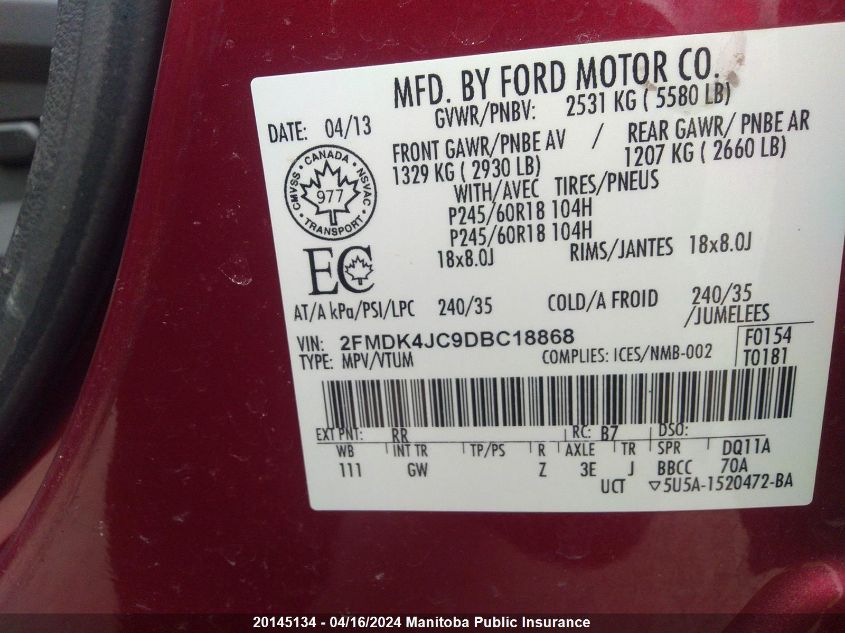 MFD. BY FORD MOTOR CO.
DATE: 04/13
GVWR/PNBV: 2531 KG ( 5580 LB)
FRONT GAWR/PNBE AV / REAR GAWR/ PNBE AR
1329 KG ( 2930 LB) 1207 KG ( 2660 LB)
WITH/AVEC TIRES/PNEUS
P245/60R18 104H
P245/60R18 104H
18x8.0J RIMS/JANTES 18x8.0J
CANADA
CMVSS NSVAC
977
TRANSPORT
EC
AT/A kPa/PSI/LPC 240/35 COLD/A FROID 240/35
/JUMELEES
VIN: 2FMDK4JC9DBC18868 F0154
TYPE: MPV/VTUM COMPLIES: ICES/NMB-002 T0181
EXT PNT: RR RC: B7 DSO:
WB INT TR TP/PS R AXLE TR SPR DQ11A
111 GW Z 3E J BBCC 70A
UCT ▽5U5A-1520472-BA
20145134 - 04/16/2024 Manitoba Public Insurance